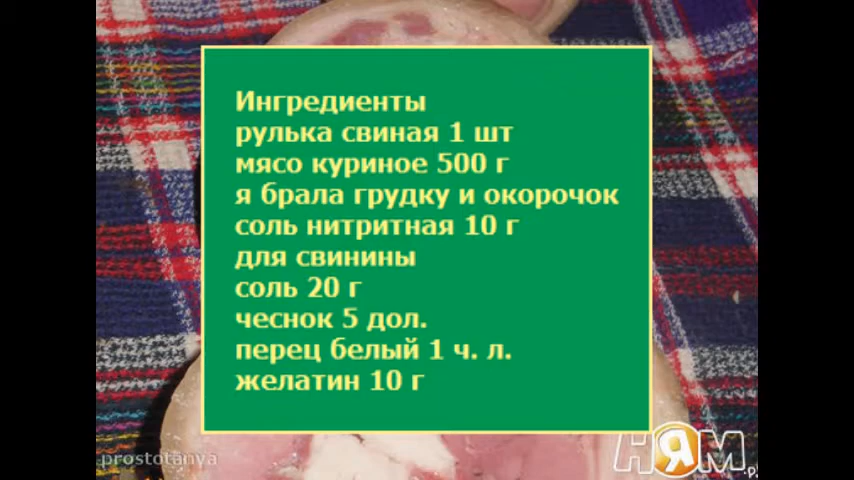 Ингредиенты
рулька свиная 1 шт
мясо куриное 500 г
я брала грудку и окорочок
соль нитритная 10 г
для свинины
соль 20 г
чеснок 5 дол.
перец белый 1 ч. л.
желатин 10 г
prostotanya
НЯМ.р